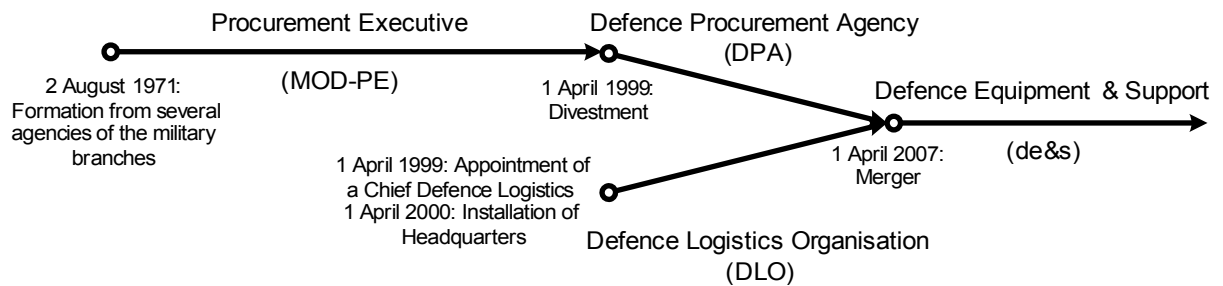 Procurement Executive
(MOD-PE)
2 August 1971:
Formation from several
agencies of the military
branches
Defence Procurement Agency
(DPA)
1 April 1999:
Divestment
1 April 1999: Appointment of
a Chief Defence Logistics
1 April 2000: Installation of
Headquarters
Defence Logistics Organisation
(DLO)
Defence Equipment & Support
(de&s)
1 April 2007:
Merger